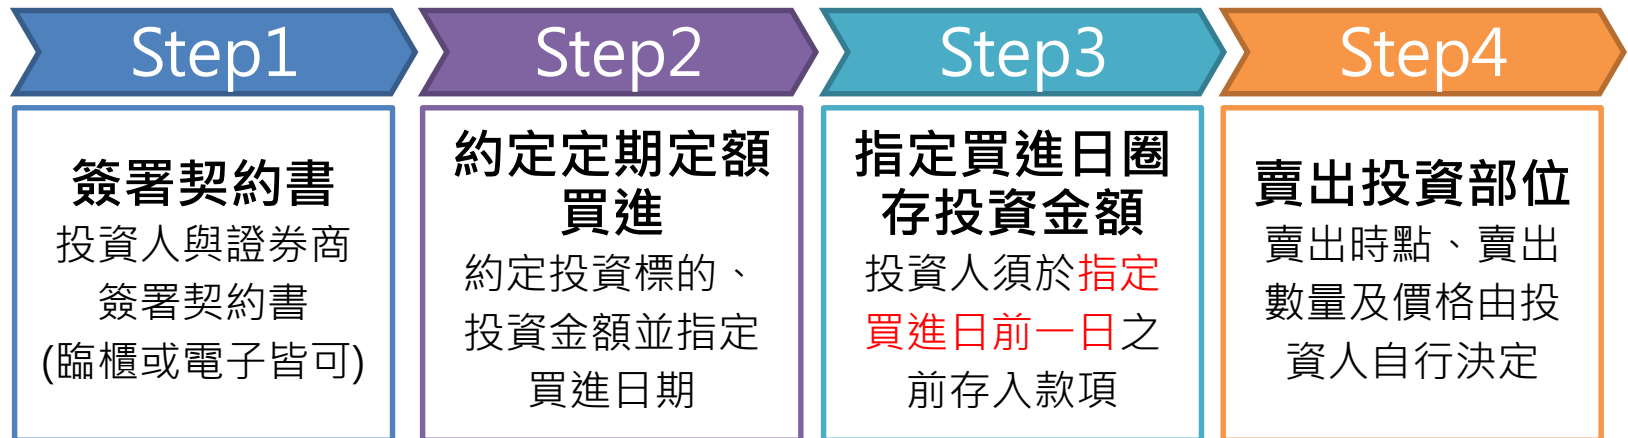 Step1
簽署契約書
投資人與證券商
簽署契約書
(臨櫃或電子皆可)
Step2
約定定期定額
買進
約定投資標的、
投資金額並指定
買進日期
Step3
指定買進日圈
存投資金額
投資人須於指定
買進日前一日之
前存入款項
Step4
賣出投資部位
賣出時點、賣出
數量及價格由投
資人自行決定